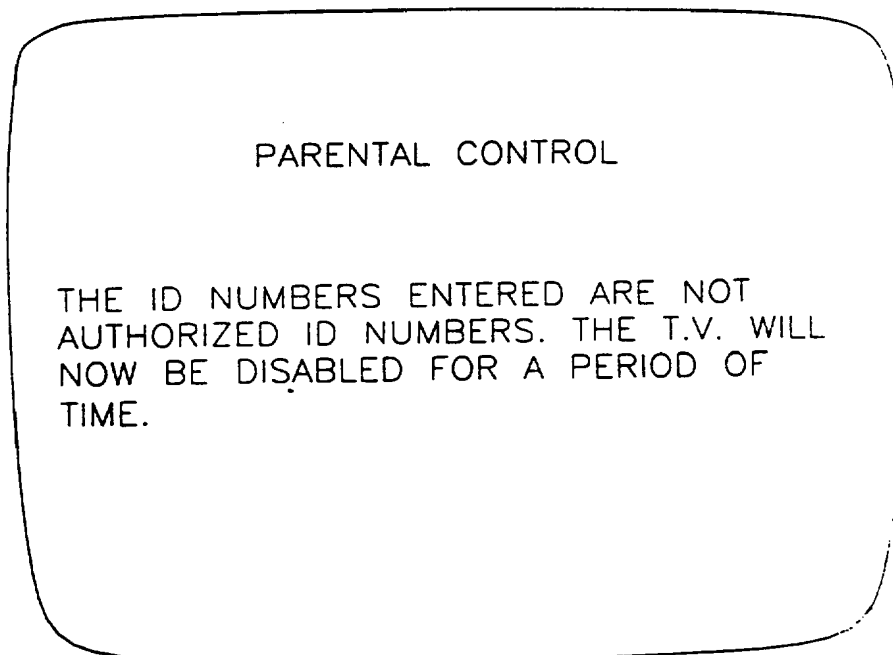 PARENTAL CONTROL
THE ID NUMBERS ENTERED ARE NOT
AUTHORIZED ID NUMBERS. THE T.V. WILL
NOW BE DISABLED FOR A PERIOD OF
TIME.